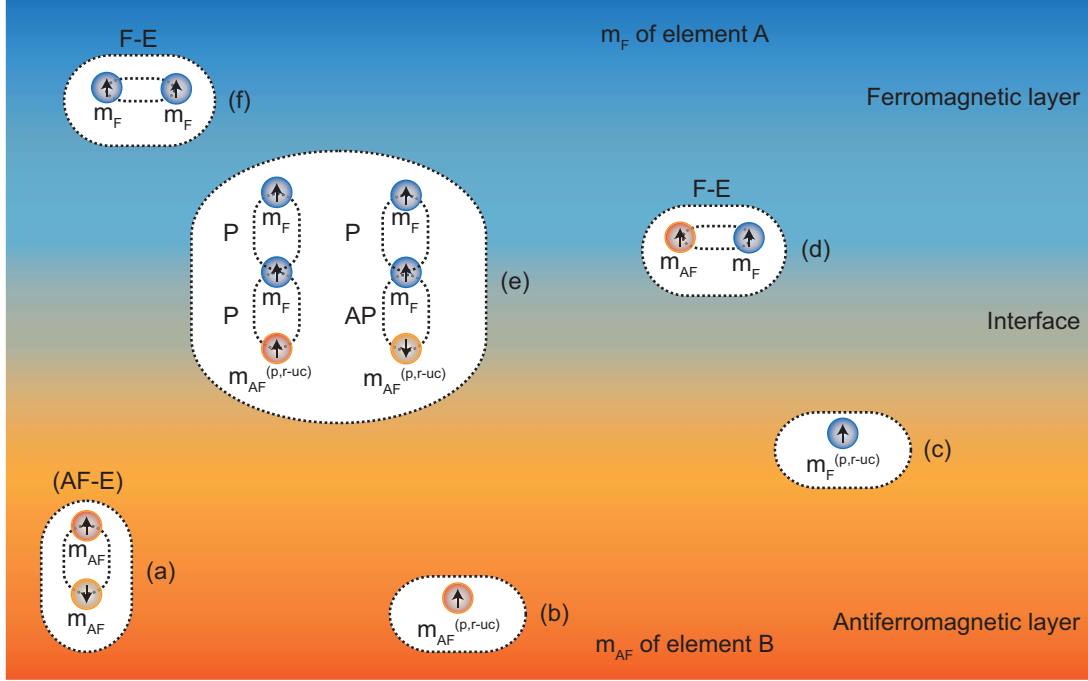 m_F of element A
F-E
m_F m_F
(f)
Ferromagnetic layer
P m_F P m_F
P m_F AP m_F
m_AF^(p,r-uc) m_AF^(p,r-uc)
(e)
F-E
m_AF m_F
(d)
Interface
m_F^(p,r-uc)
(c)
(AF-E)
m_AF
m_AF
(a)
m_AF^(p,r-uc)
(b)
Antiferromagnetic layer
m_AF of element B